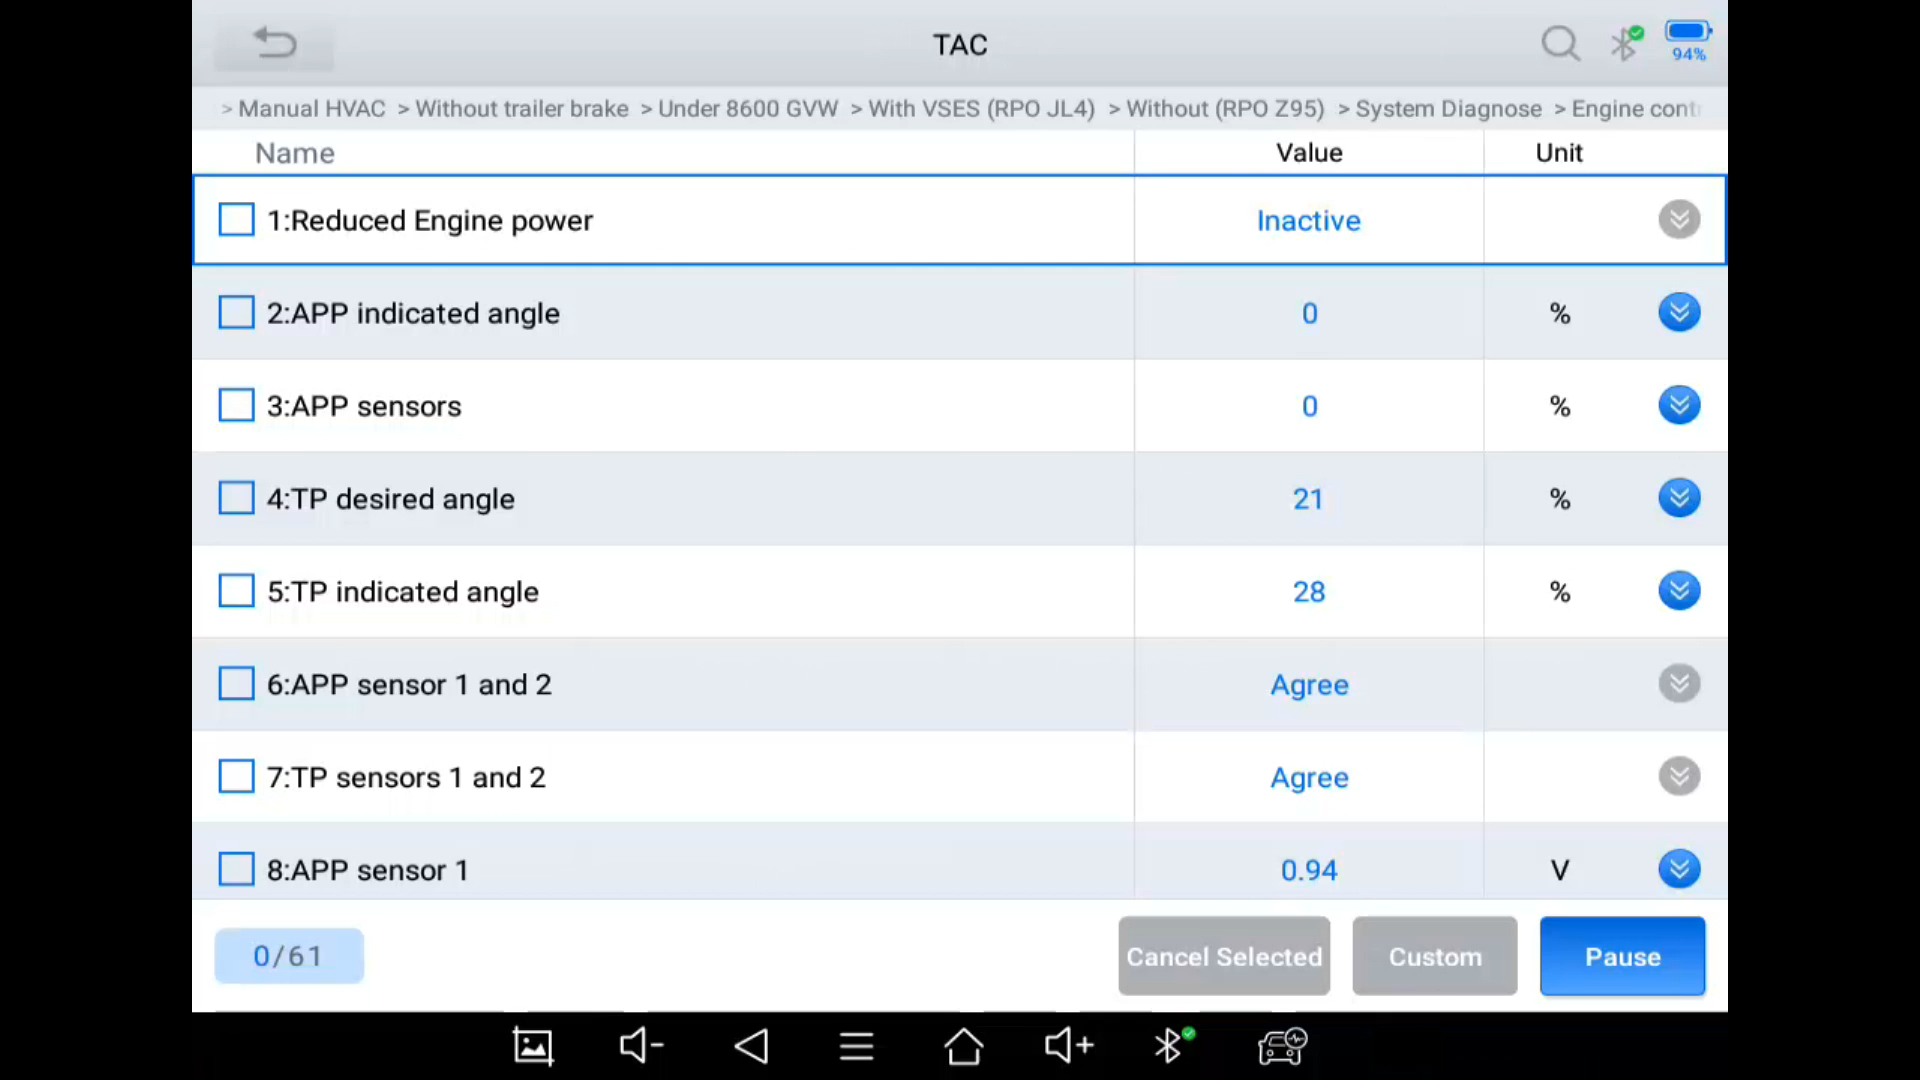 TAC
94%
> Manual HVAC > Without trailer brake > Under 8600 GVW > With VSES (RPO JL4) > Without (RPO Z95) > System Diagnose > Engine cont
Name Value Unit
1:Reduced Engine power Inactive
2:APP indicated angle 0 %
3:APP sensors 0 %
4:TP desired angle 21 %
5:TP indicated angle 28 %
6:APP sensor 1 and 2 Agree
7:TP sensors 1 and 2 Agree
8:APP sensor 1 0.94 V
0/61 Cancel Selected Custom Pause